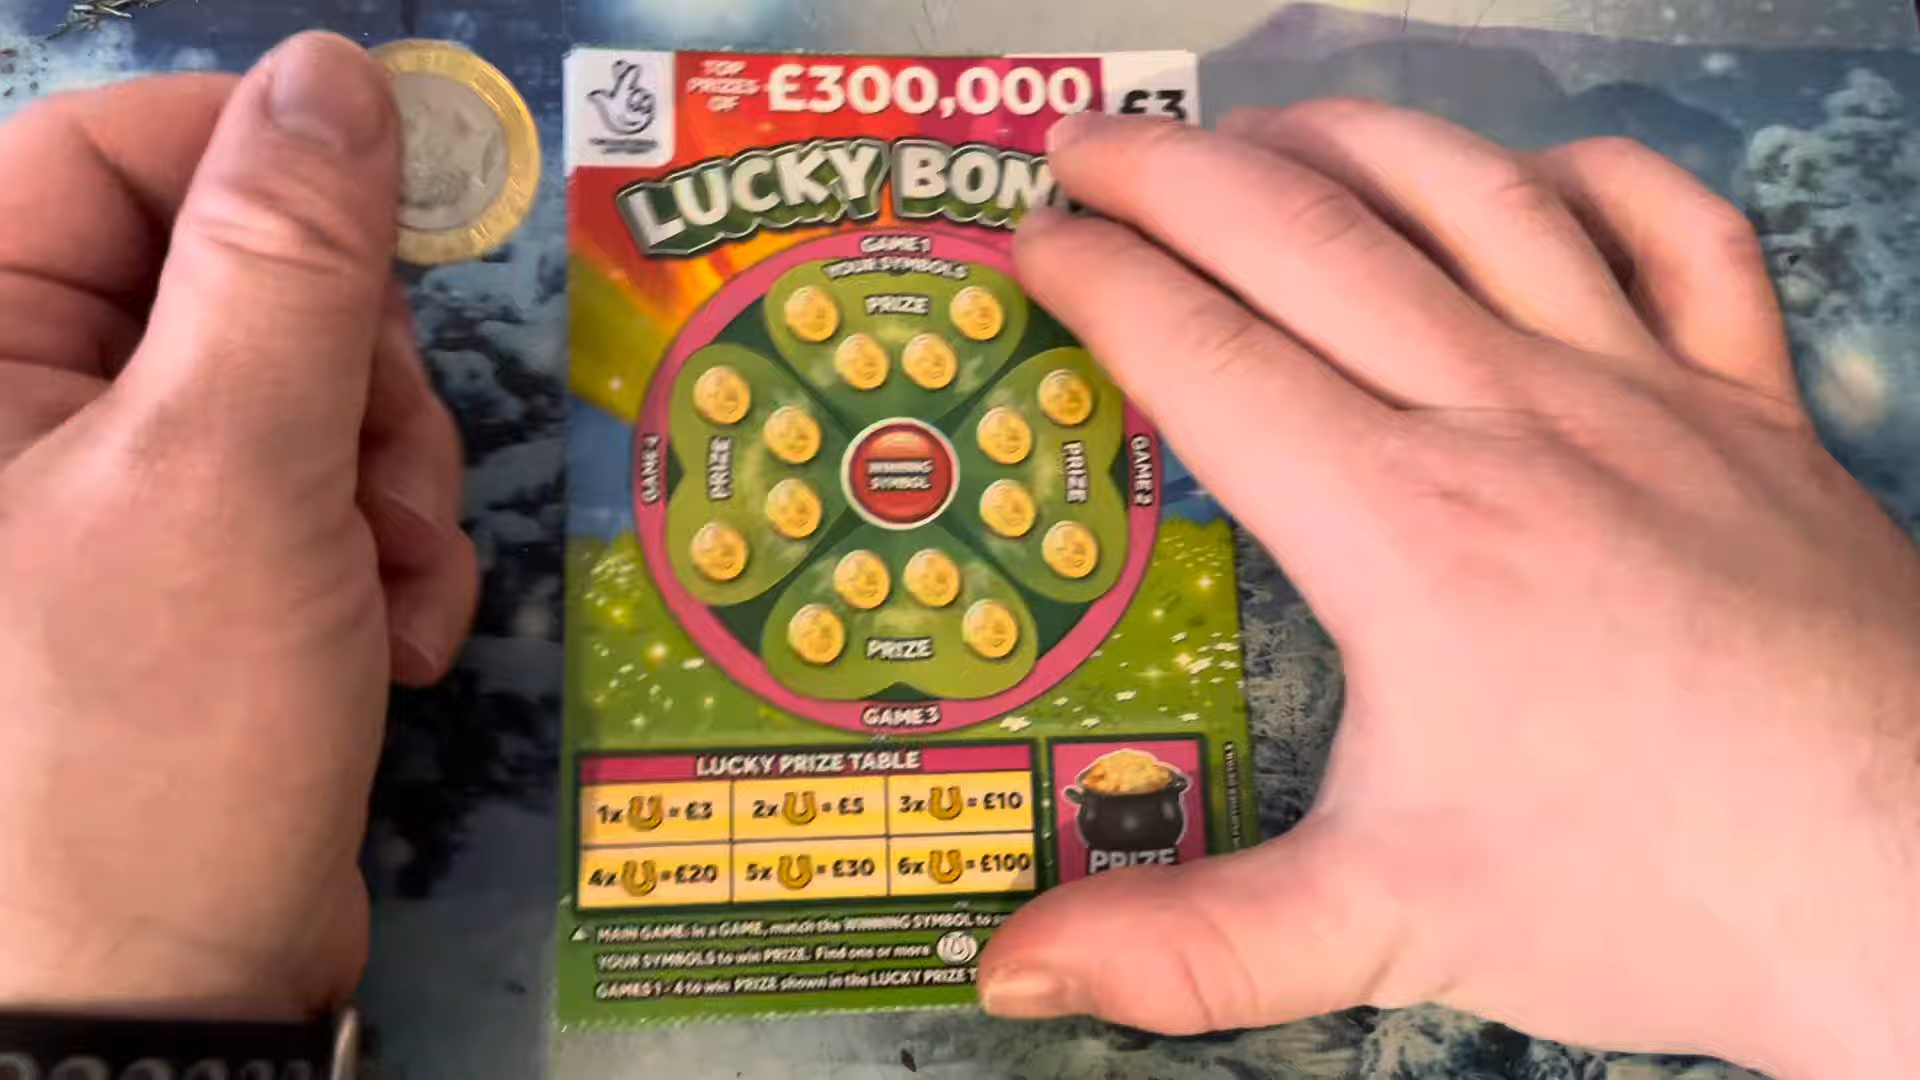 TOP
PRIZES
OF
£300,000
£3
LUCKY BON
GAME 1
YOUR SYMBOLS
PRIZE
GAME 4
PRIZE
WINNING
SYMBOL
PRIZE
GAME 2
PRIZE
GAME 3
LUCKY PRIZE TABLE
1x = £3 2x = £5 3x = £10
4x = £20 5x = £30 6x = £100
PRIZE
MAIN GAME: In a GAME, match the WINNING SYMBOL to
YOUR SYMBOLS to win PRIZE. Find one or more
GAMES 1 - 4 to win PRIZE shown in the LUCKY PRIZE T